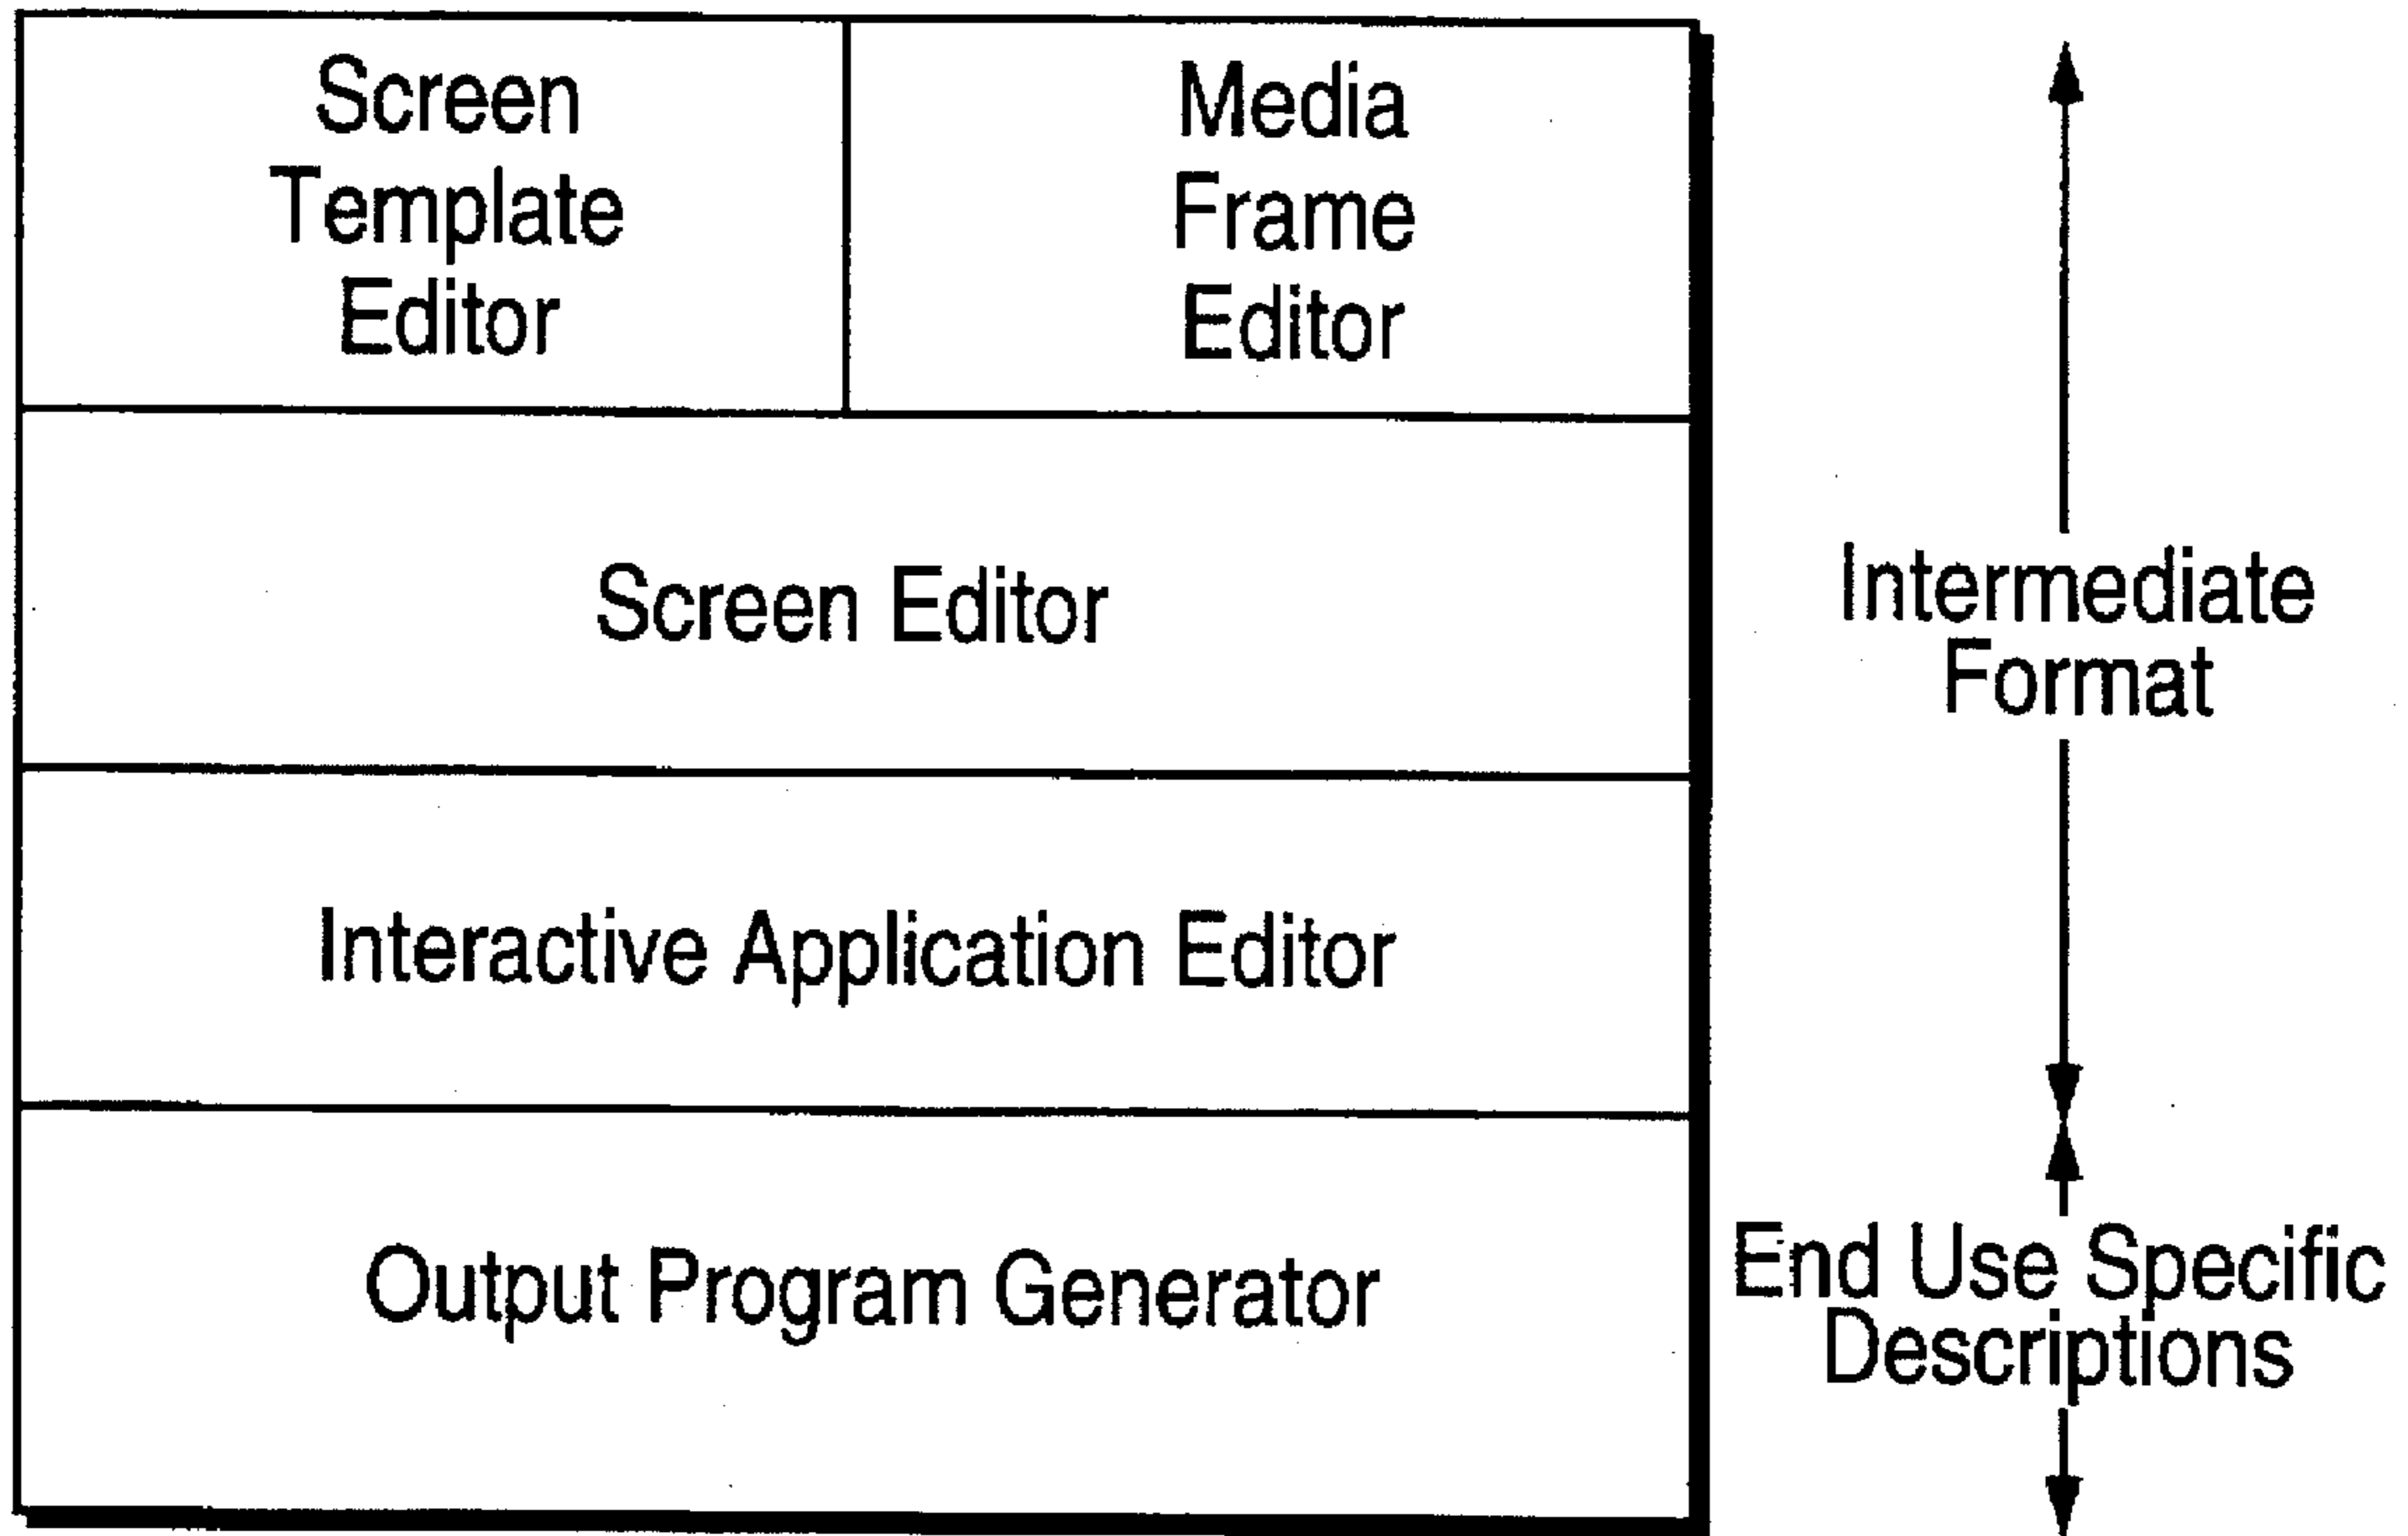 Screen
Template
Editor
Media
Frame
Editor
Screen Editor
Interactive Application Editor
Output Program Generator
Intermediate
Format
End Use Specific
Descriptions